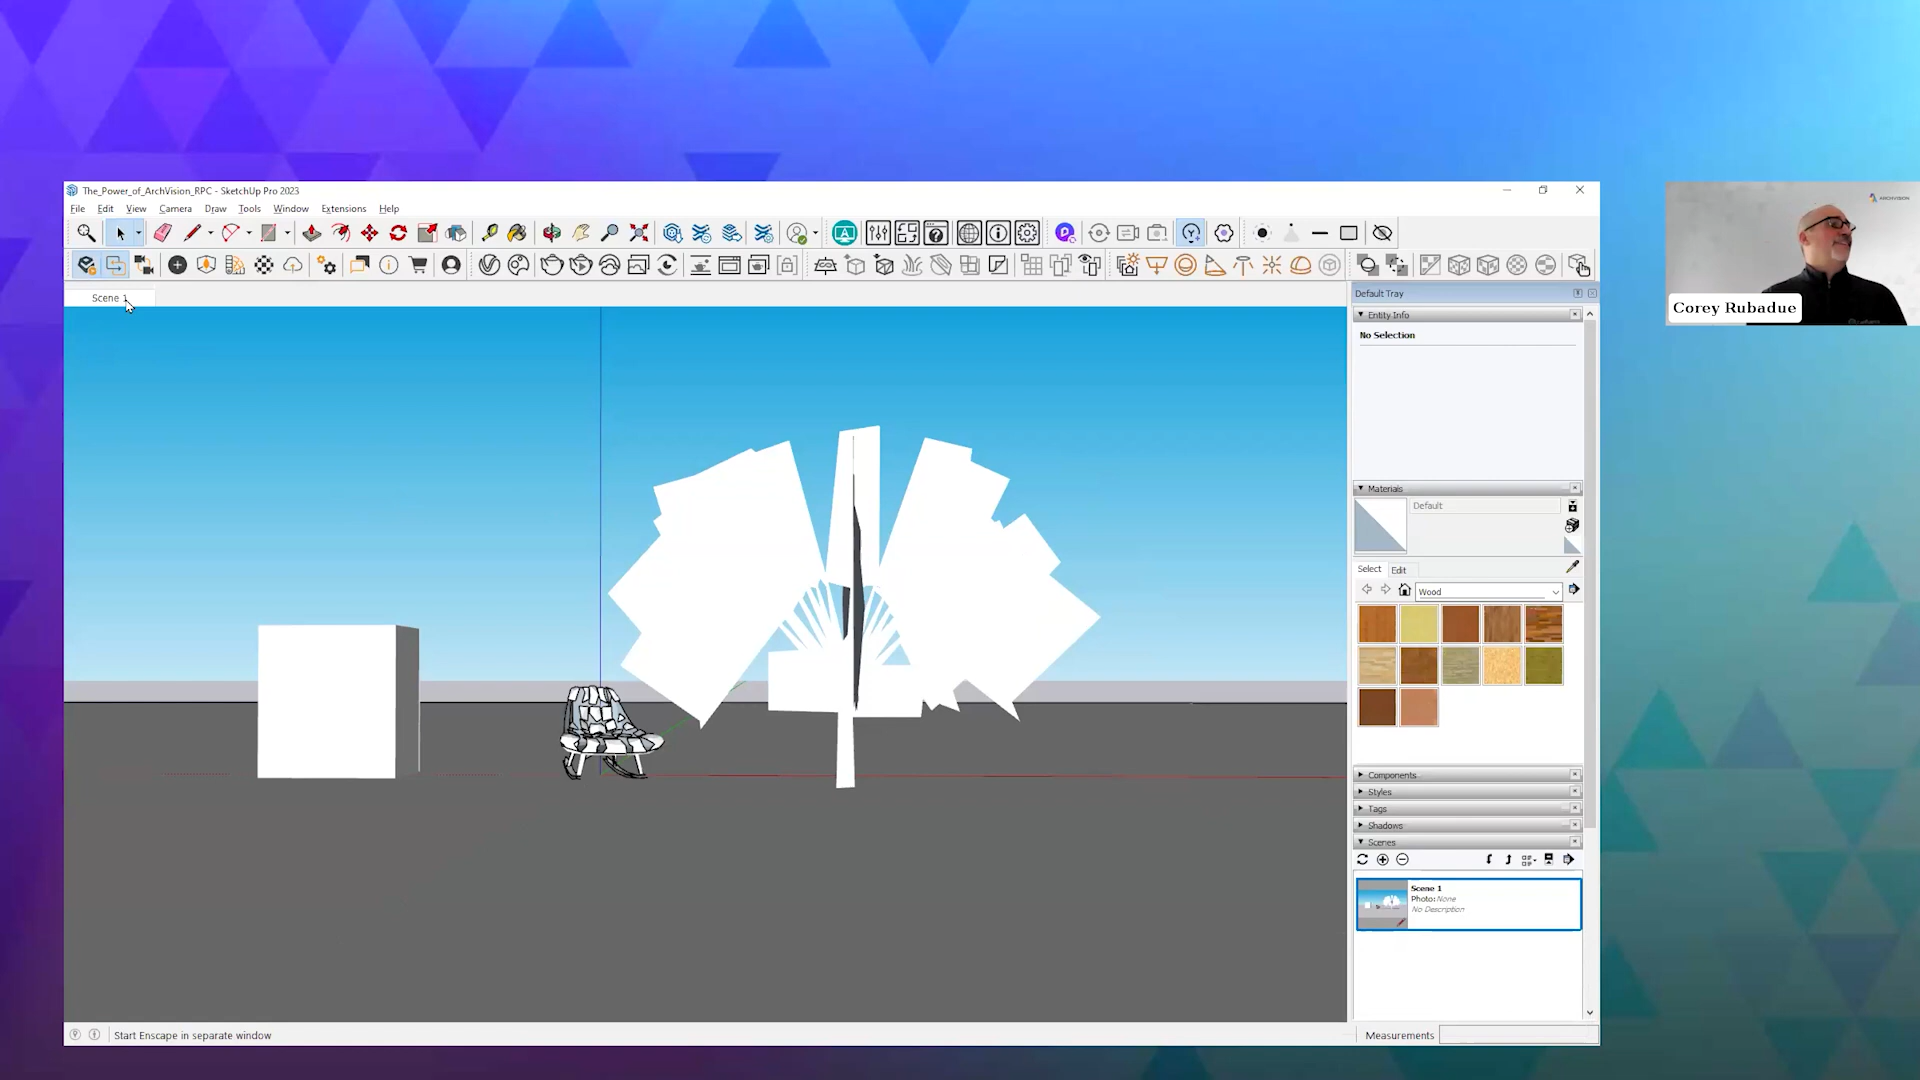 The_Power_of_ArchVision_RPC - SketchUp Pro 2023
File Edit View Camera Draw Tools Window Extensions Help
Scene 1
Default Tray
Entity Info
No Selection
Materials
Default
Select Edit
Wood
Components
Styles
Tags
Shadows
Scenes
Scene 1
Photo: None
No Description
Start Enscape in separate window
Measurements
ARCHVISION
Corey Rubadue